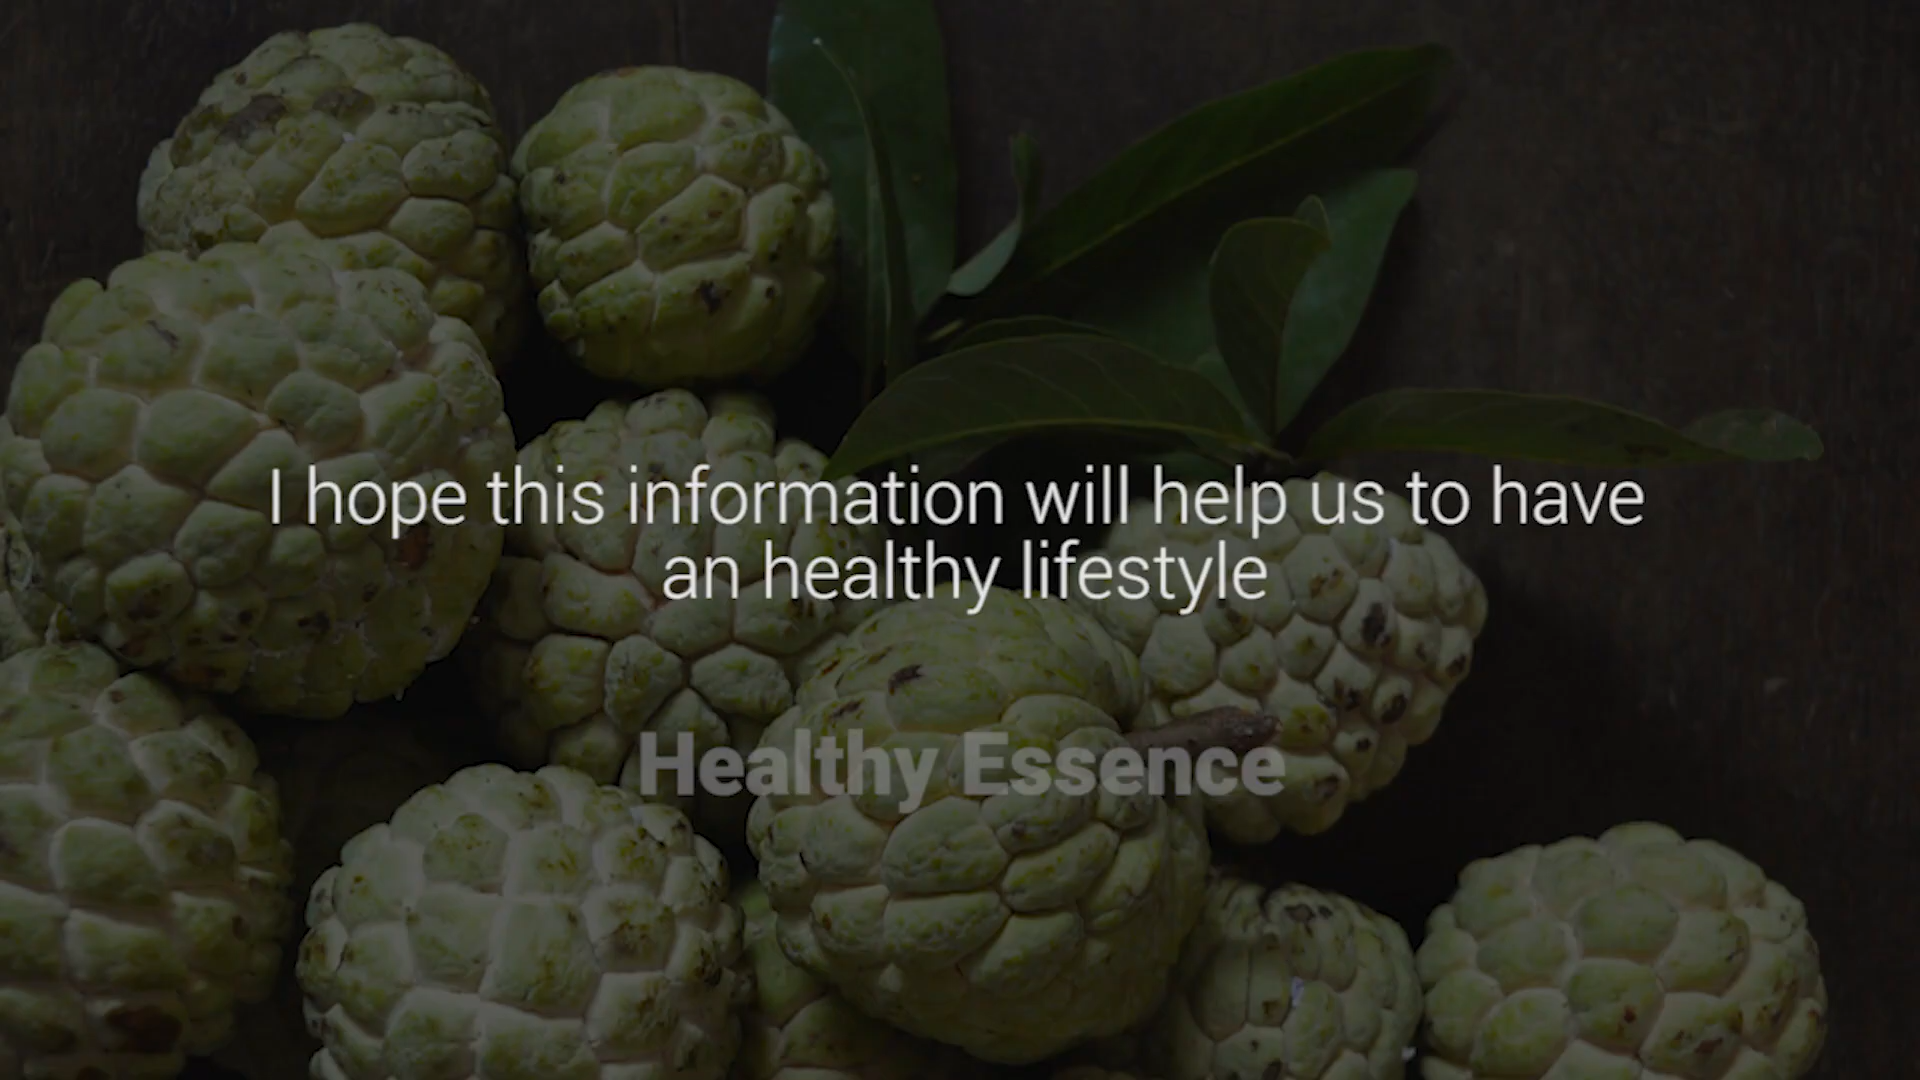 I hope this information will help us to have
an healthy lifestyle
Healthy Essence